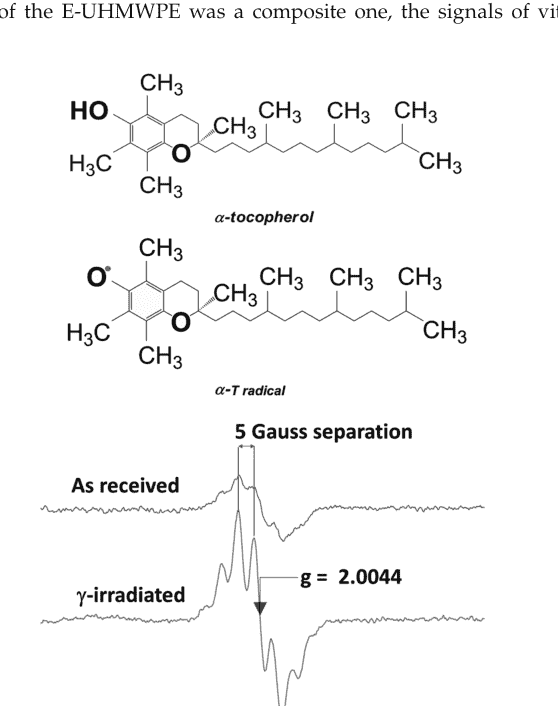 of the E-UHMWPE was a composite one, the signals of vit
CH3
HO
CH3
CH3
CH3
CH3
O
H3C
CH3
CH3
α-tocopherol
CH3
O•
CH3
CH3
CH3
CH3
O
H3C
CH3
CH3
α-T radical
5 Gauss separation
As received
g = 2.0044
γ-irradiated